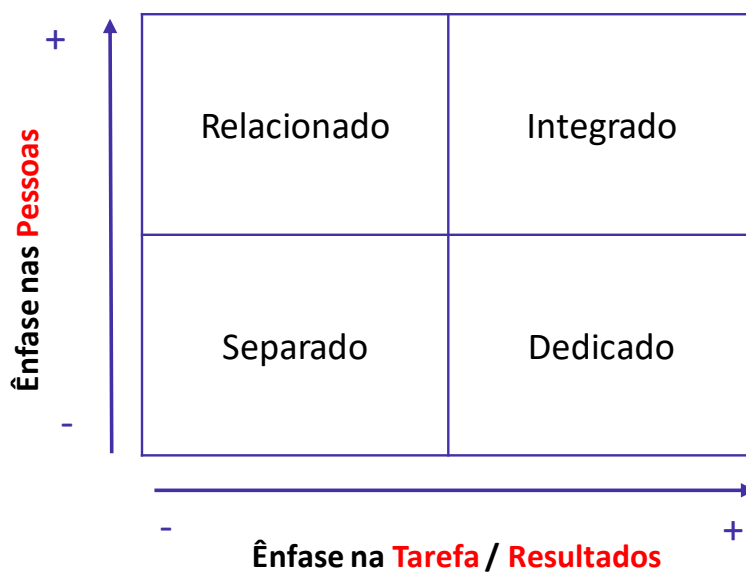 +
Relacionado
Integrado
Ênfase nas Pessoas
Separado
Dedicado
-
-
+
Ênfase na Tarefa / Resultados